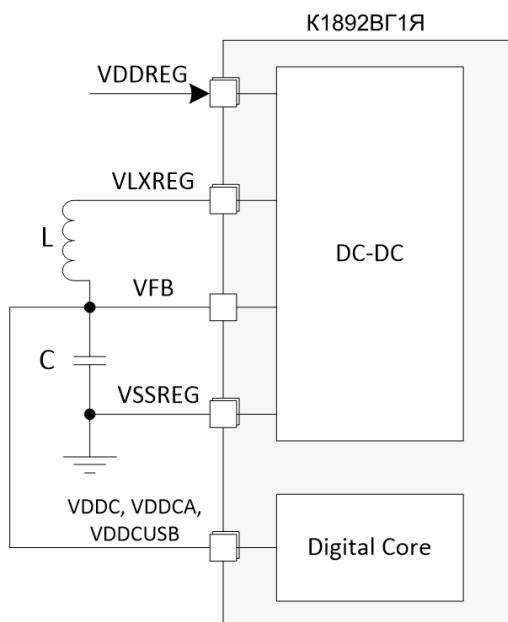 К1892ВГ1Я
VDDREG
VLXREG
L
DC-DC
VFB
C
VSSREG
VDDC, VDDCA,
VDDCUSB
Digital Core